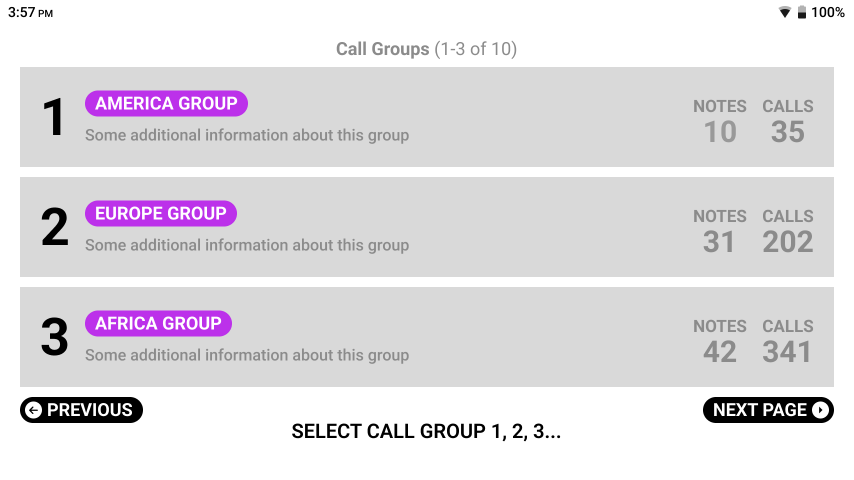 3:57 PM 100%
Call Groups (1-3 of 10)
1 AMERICA GROUP
Some additional information about this group
NOTES CALLS
10 35
2 EUROPE GROUP
Some additional information about this group
NOTES CALLS
31 202
3 AFRICA GROUP
Some additional information about this group
NOTES CALLS
42 341
PREVIOUS NEXT PAGE
SELECT CALL GROUP 1, 2, 3...